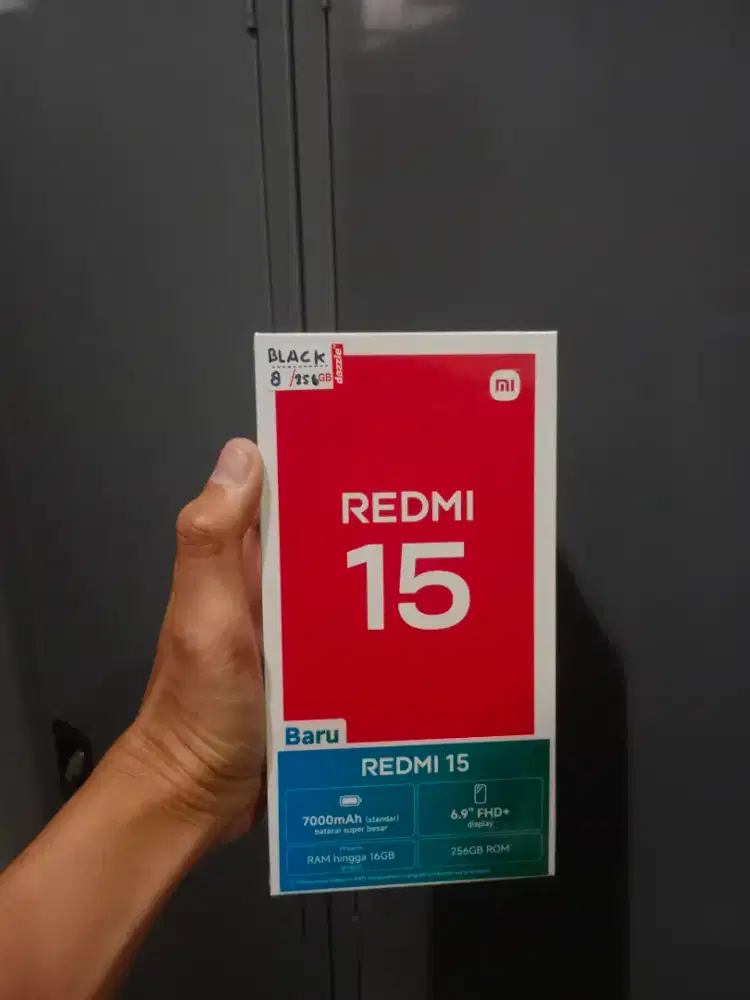 BLACK
8 /256GB
dazzle
mi
REDMI
15
Baru
REDMI 15
7000mAh (standar)
baterai super besar
6.9" FHD+
display
RAM hingga 16GB
256GB ROM